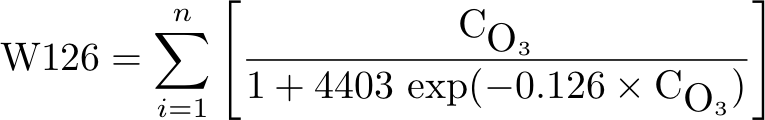 W126 = \sum_{i=1}^{n} \left[ \frac{C_{O_3}}{1 + 4403 \exp(-0.126 \times C_{O_3})} \right]